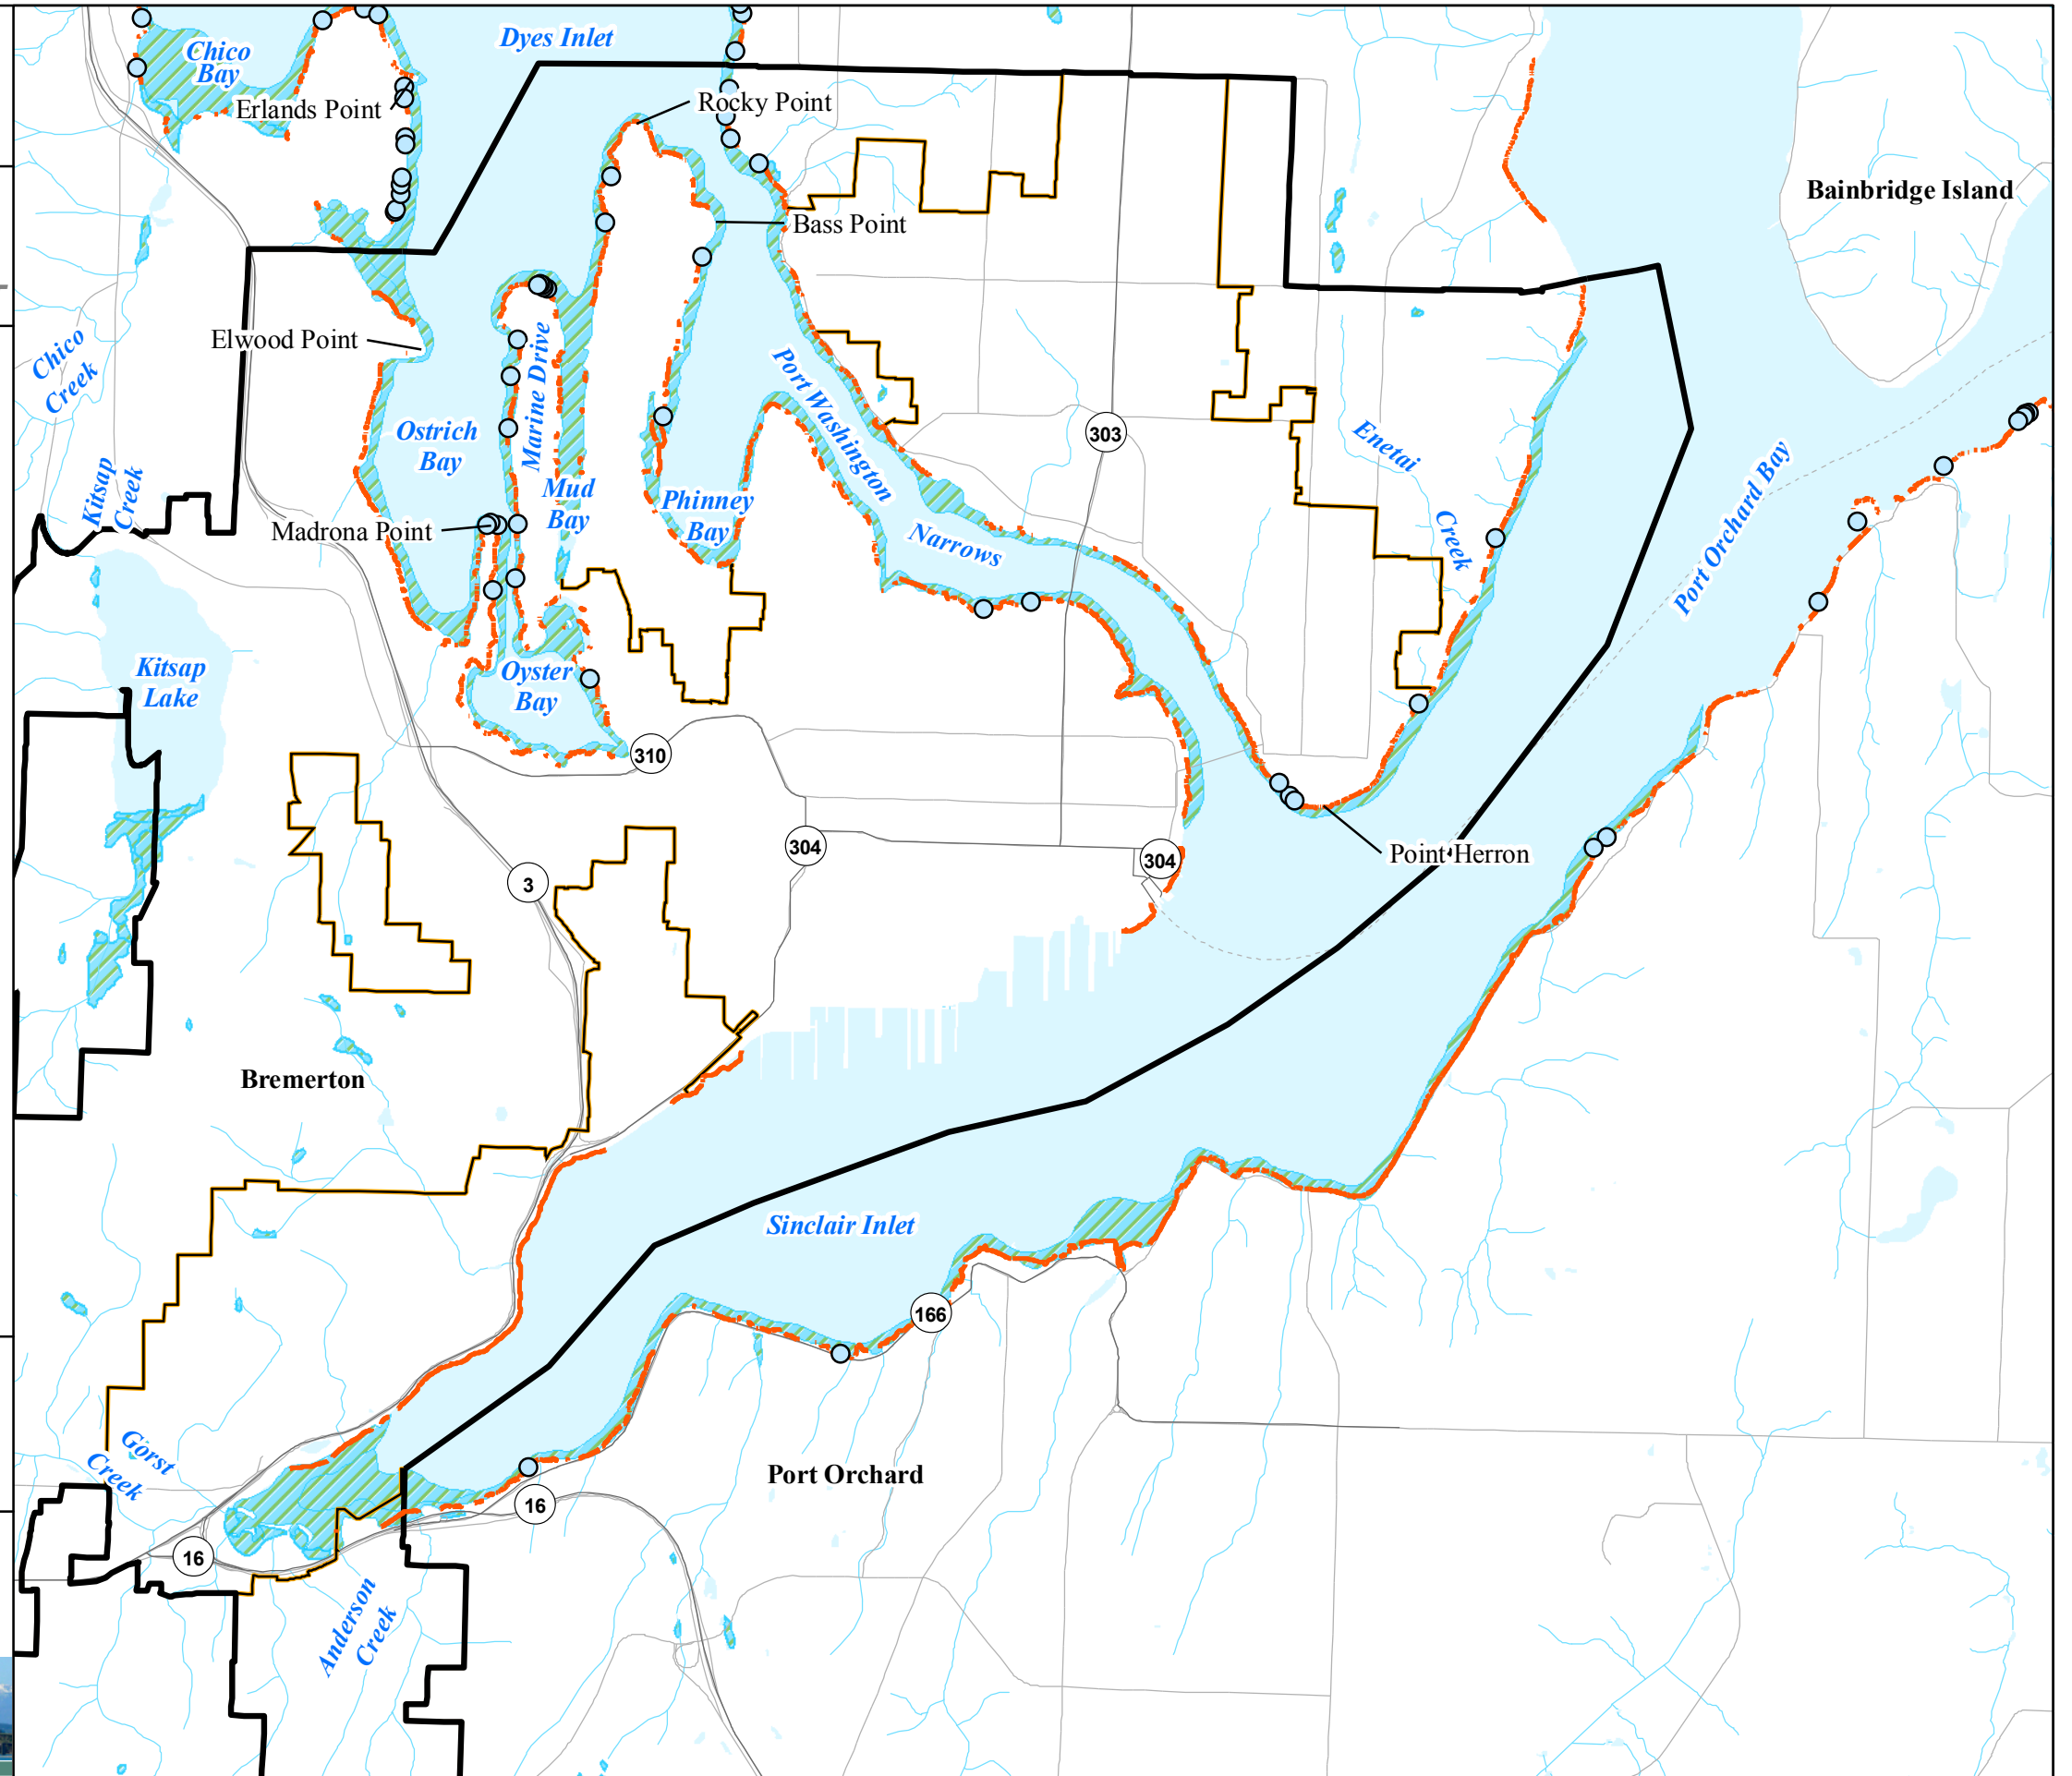 Dyes Inlet
Chico
Bay
Rocky Point
Erlands Point
Bainbridge Island
Bass Point
Elwood Point
Chico
Creek
Marine Drive
Port Washington
Narrows
303
Ostrich
Bay
Enetai
Creek
Port Orchard Bay
Kitsap
Creek
Mud
Bay
Phinney
Bay
Madrona Point
Kitsap
Lake
Oyster
Bay
310
304
304
Point Herron
3
Bremerton
Sinclair Inlet
166
Gorst
Creek
Port Orchard
16
16
Anderson
Creek